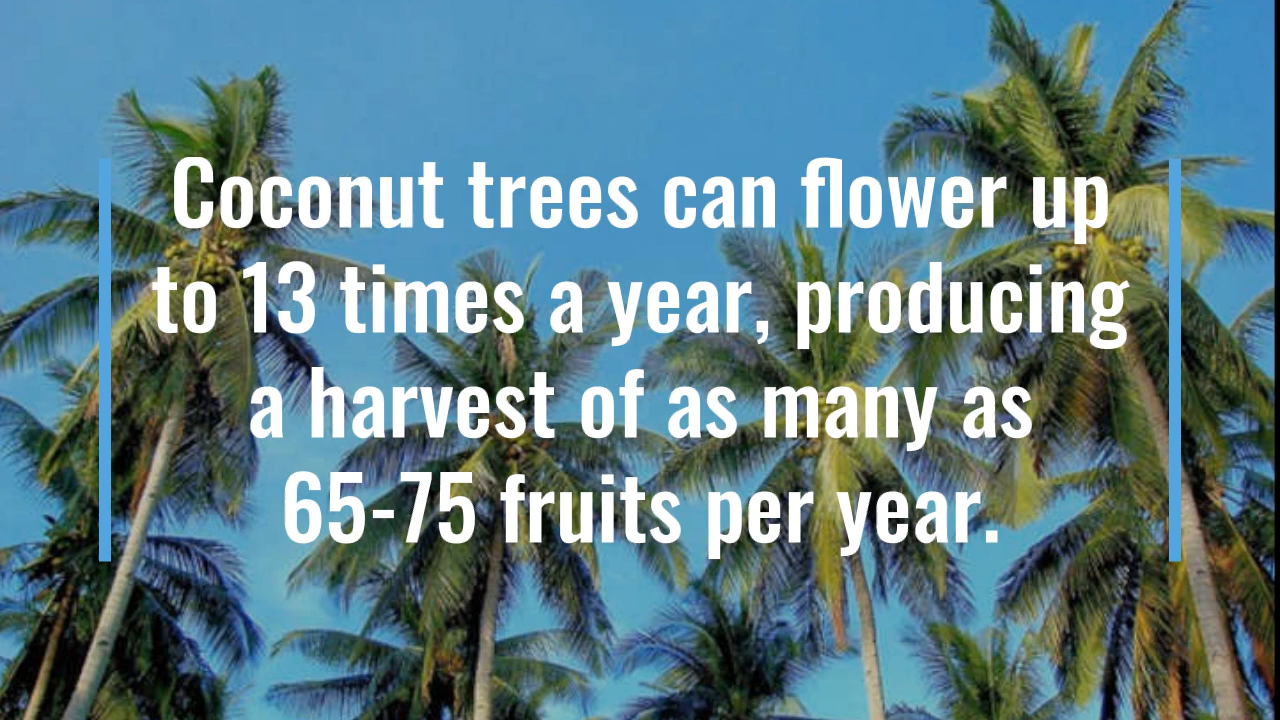 Coconut trees can flower up
to 13 times a year, producing
a harvest of as many as
65-75 fruits per year.